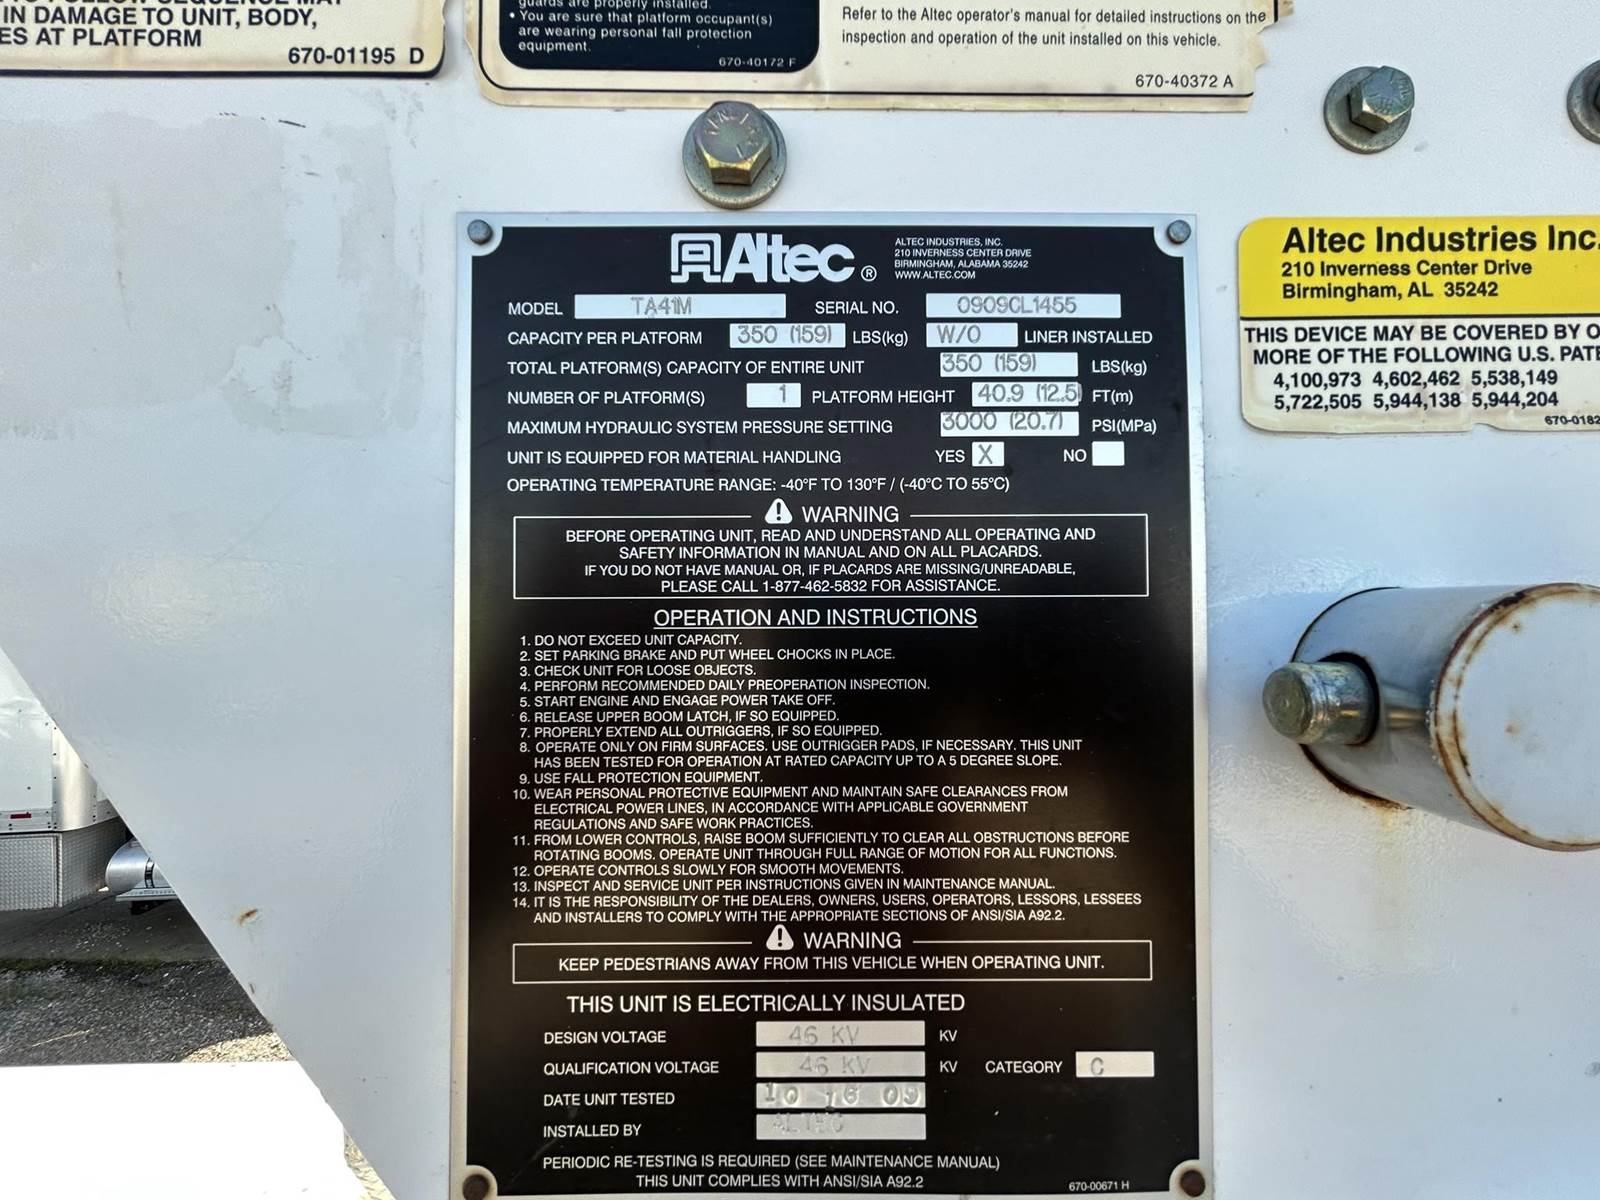 IN DAMAGE TO UNIT, BODY,
ES AT PLATFORM
670-01195 D
guards are properly installed.
• You are sure that platform occupant(s)
are wearing personal fall protection
equipment.
670-40172 F
Refer to the Altec operator's manual for detailed instructions on the
inspection and operation of the unit installed on this vehicle.
670-40372 A
Altec ®
ALTEC INDUSTRIES, INC.
210 INVERNESS CENTER DRIVE
BIRMINGHAM, ALABAMA 35242
WWW.ALTEC.COM
MODEL TA41M SERIAL NO. 0909CL1455
CAPACITY PER PLATFORM 350 (159) LBS(kg) W/O LINER INSTALLED
TOTAL PLATFORM(S) CAPACITY OF ENTIRE UNIT 350 (159) LBS(kg)
NUMBER OF PLATFORM(S) 1 PLATFORM HEIGHT 40.9 (12.5) FT(m)
MAXIMUM HYDRAULIC SYSTEM PRESSURE SETTING 3000 (20.7) PSI(MPa)
UNIT IS EQUIPPED FOR MATERIAL HANDLING YES X NO
OPERATING TEMPERATURE RANGE: -40°F TO 130°F / (-40°C TO 55°C)
WARNING
BEFORE OPERATING UNIT, READ AND UNDERSTAND ALL OPERATING AND
SAFETY INFORMATION IN MANUAL AND ON ALL PLACARDS.
IF YOU DO NOT HAVE MANUAL OR, IF PLACARDS ARE MISSING/UNREADABLE,
PLEASE CALL 1-877-462-5832 FOR ASSISTANCE.
OPERATION AND INSTRUCTIONS
1. DO NOT EXCEED UNIT CAPACITY.
2. SET PARKING BRAKE AND PUT WHEEL CHOCKS IN PLACE.
3. CHECK UNIT FOR LOOSE OBJECTS.
4. PERFORM RECOMMENDED DAILY PREOPERATION INSPECTION.
5. START ENGINE AND ENGAGE POWER TAKE OFF.
6. RELEASE UPPER BOOM LATCH, IF SO EQUIPPED.
7. PROPERLY EXTEND ALL OUTRIGGERS, IF SO EQUIPPED.
8. OPERATE ONLY ON FIRM SURFACES. USE OUTRIGGER PADS, IF NECESSARY. THIS UNIT
HAS BEEN TESTED FOR OPERATION AT RATED CAPACITY UP TO A 5 DEGREE SLOPE.
9. USE FALL PROTECTION EQUIPMENT.
10. WEAR PERSONAL PROTECTIVE EQUIPMENT AND MAINTAIN SAFE CLEARANCES FROM
ELECTRICAL POWER LINES, IN ACCORDANCE WITH APPLICABLE GOVERNMENT
REGULATIONS AND SAFE WORK PRACTICES.
11. FROM LOWER CONTROLS, RAISE BOOM SUFFICIENTLY TO CLEAR ALL OBSTRUCTIONS BEFORE
ROTATING BOOMS. OPERATE UNIT THROUGH FULL RANGE OF MOTION FOR ALL FUNCTIONS.
12. OPERATE CONTROLS SLOWLY FOR SMOOTH MOVEMENTS.
13. INSPECT AND SERVICE UNIT PER INSTRUCTIONS GIVEN IN MAINTENANCE MANUAL.
14. IT IS THE RESPONSIBILITY OF THE DEALERS, OWNERS, USERS, OPERATORS, LESSORS, LESSEES
AND INSTALLERS TO COMPLY WITH THE APPROPRIATE SECTIONS OF ANSI/SIA A92.2.
WARNING
KEEP PEDESTRIANS AWAY FROM THIS VEHICLE WHEN OPERATING UNIT.
THIS UNIT IS ELECTRICALLY INSULATED
DESIGN VOLTAGE 46 KV KV
QUALIFICATION VOLTAGE 46 KV KV CATEGORY C
DATE UNIT TESTED 10 16 09
INSTALLED BY ALTEC
PERIODIC RE-TESTING IS REQUIRED (SEE MAINTENANCE MANUAL)
THIS UNIT COMPLIES WITH ANSI/SIA A92.2
670-00671 H
Altec Industries Inc.
210 Inverness Center Drive
Birmingham, AL 35242
THIS DEVICE MAY BE COVERED BY O
MORE OF THE FOLLOWING U.S. PATE
4,100,973 4,602,462 5,538,149
5,722,505 5,944,138 5,944,204
670-0182